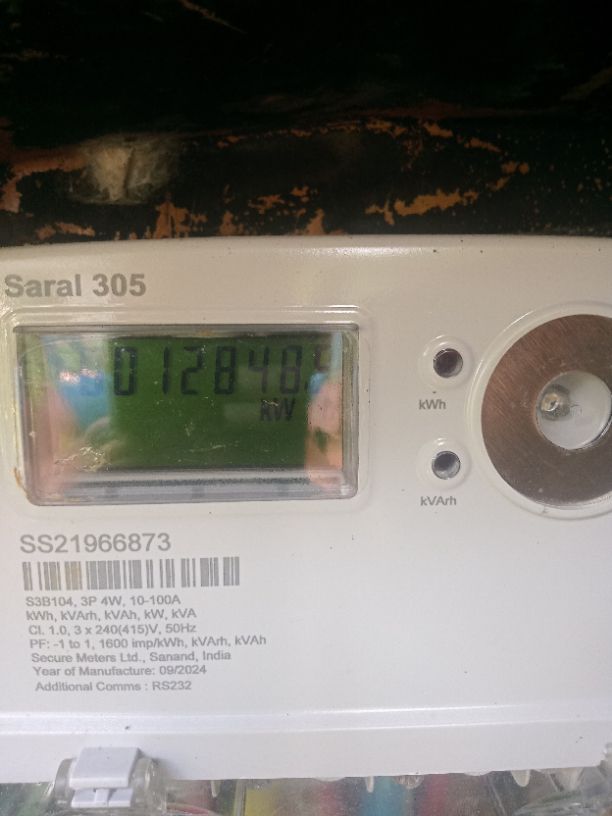 Saral 305
012848.5
kW
kWh
kVArh
SS21966873
S3B104, 3P 4W, 10-100A
kWh, kVArh, kVAh, kW, kVA
Cl. 1.0, 3 x 240(415)V, 50Hz
PF: -1 to 1, 1600 imp/kWh, kVArh, kVAh
Secure Meters Ltd., Sanand, India
Year of Manufacture: 09/2024
Additional Comms : RS232